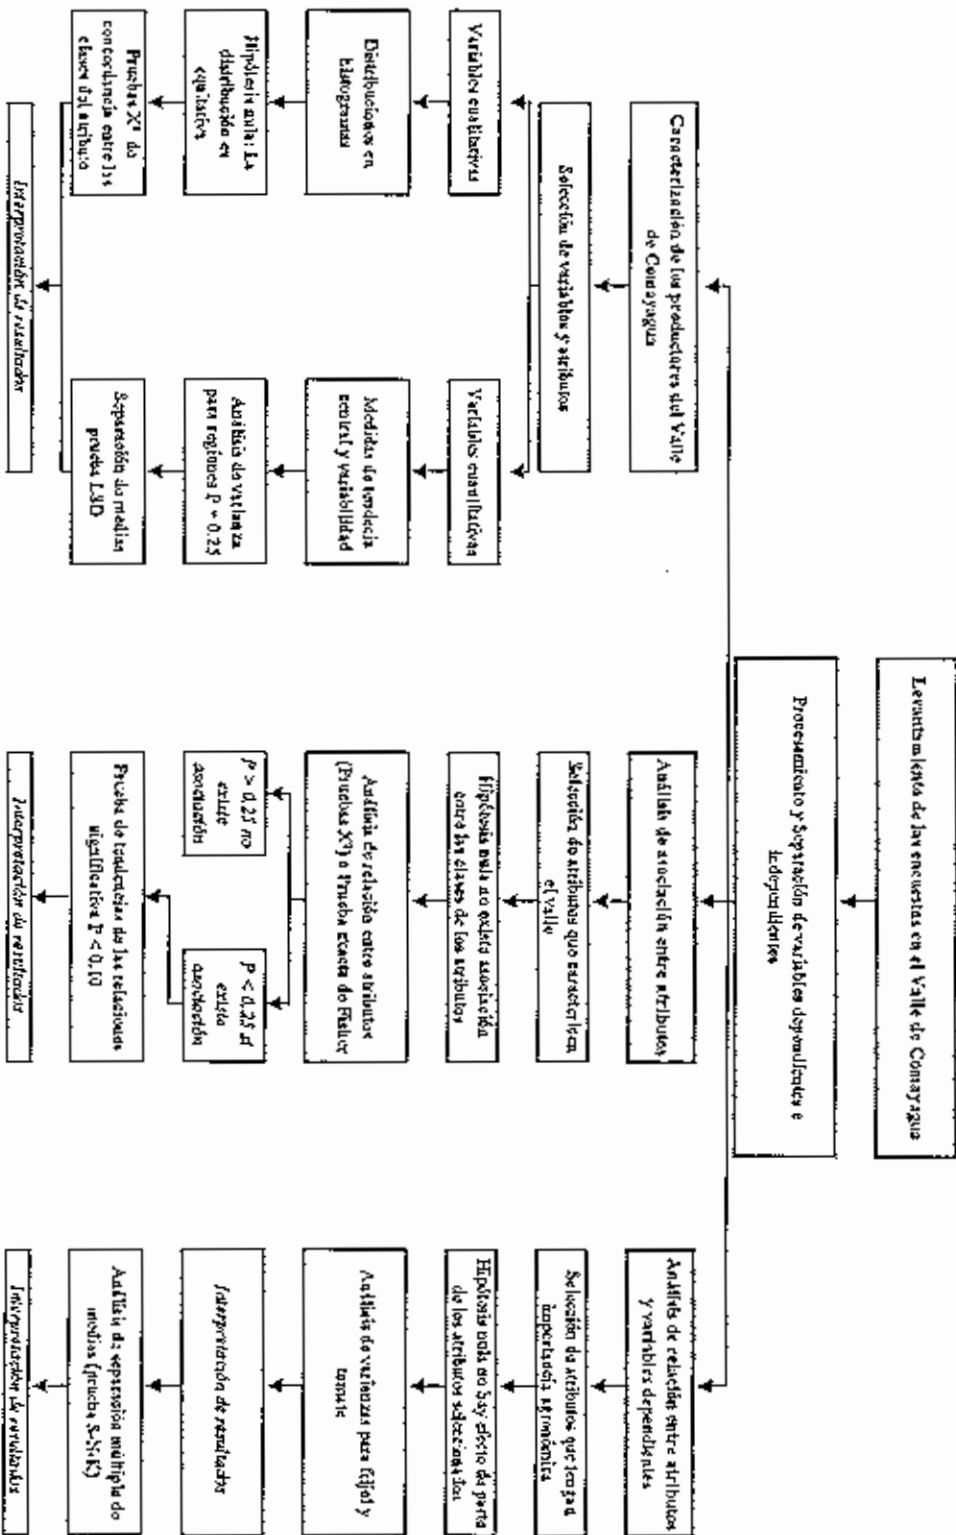 Levantamiento de las encuestas en el Valle de Comayagua
Procesamiento y Separación de variables dependientes e
independientes
Caracterización de los productores del Valle
de Comayagua
Selección de variables y atributos
Variables cualitativas
Distribuciones en
histogramas
Hipótesis nula: La
distribución es
equitativa
Pruebas X² de
concordancia entre las
clases del atributo
Variables cuantitativas
Medidas de tendecia
central y variabilidad
Análisis de varianza
para regiones P = 0.25
Separación de medias
prueba LSD
Interpretación de resultados
Análisis de asociación entre atributos
Selección de atributos que caractericen
el valle
Hipótesis nula no existe asociación
entre las clases de los atributos
Análisis de relación entre atributos
(Pruebas X²) o Prueba exacta de Fisher
P > 0.25 no
existe
asociación
P < 0.25 si
existe
asociación
Prueba de tendencias de las relaciones
significativa P < 0.10
Interpretación de resultados
Análisis de relación entre atributos
y variables dependientes
Selección de atributos que tengan
importancia agronómica
Hipótesis nula no hay efecto de parte
de los atributos seleccionados
Análisis de varianzas para frijol y
tomate
Interpretación de resultados
Análisis de separación múltiple de
medias (prueba S-N-K)
Interpretación de resultados